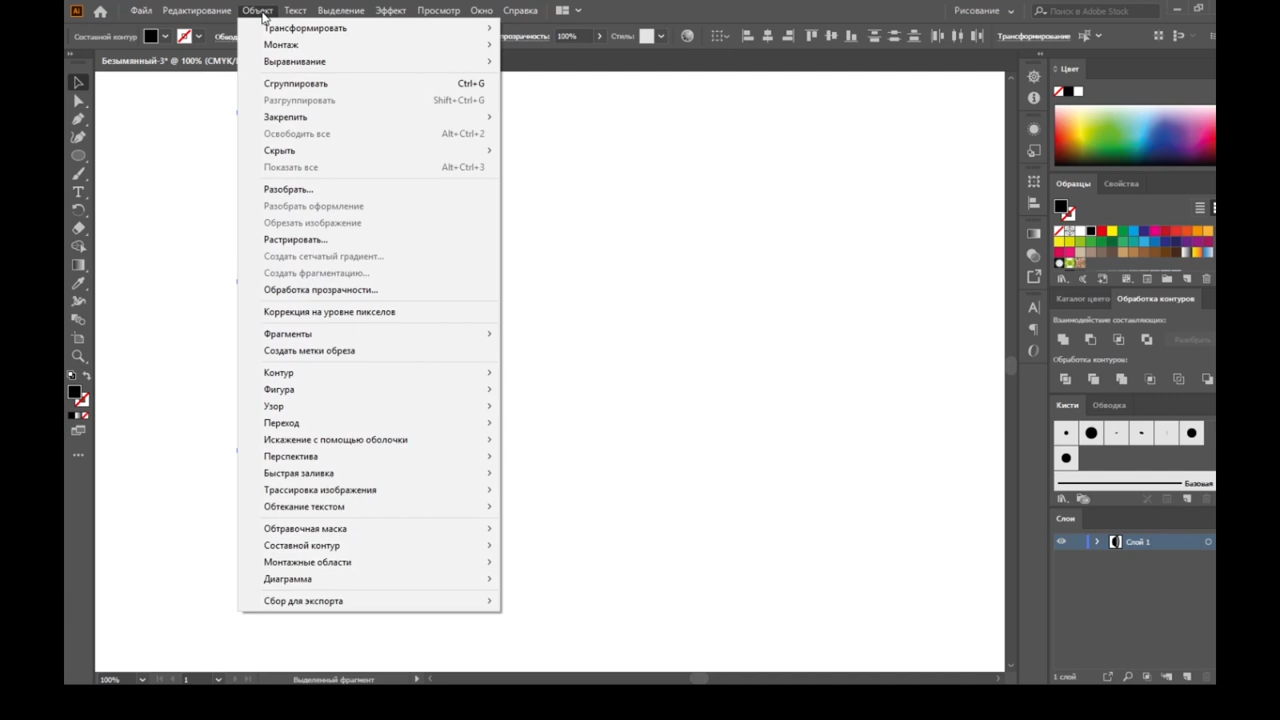 Ai
Файл Редактирование Объект Текст Выделение Эффект Просмотр Окно Справка
Рисование
Поиск в Adobe Stock
Составной контур
Обвод
прозрачность: 100%
Стили:
Трансформирование
Безымянный-3* @ 100% (CMYK/
Трансформировать
Монтаж
Выравнивание
Сгруппировать Ctrl+G
Разгруппировать Shift+Ctrl+G
Закрепить
Освободить все Alt+Ctrl+2
Скрыть
Показать все Alt+Ctrl+3
Разобрать...
Разобрать оформление
Обрезать изображение
Растрировать...
Создать сетчатый градиент...
Создать фрагментацию...
Обработка прозрачности...
Коррекция на уровне пикселов
Фрагменты
Создать метки обреза
Контур
Фигура
Узор
Переход
Искажение с помощью оболочки
Перспектива
Быстрая заливка
Трассировка изображения
Обтекание текстом
Обтравочная маска
Составной контур
Монтажные области
Диаграмма
Сбор для экспорта
Цвет
Образцы Свойства
Каталог цвето Обработка контуров
Взаимодействие составляющих:
Разобрать
Обработка контуров:
Кисти Обводка
Базовая
Слои
Слой 1
1 слой
100%
1
Выделенный фрагмент